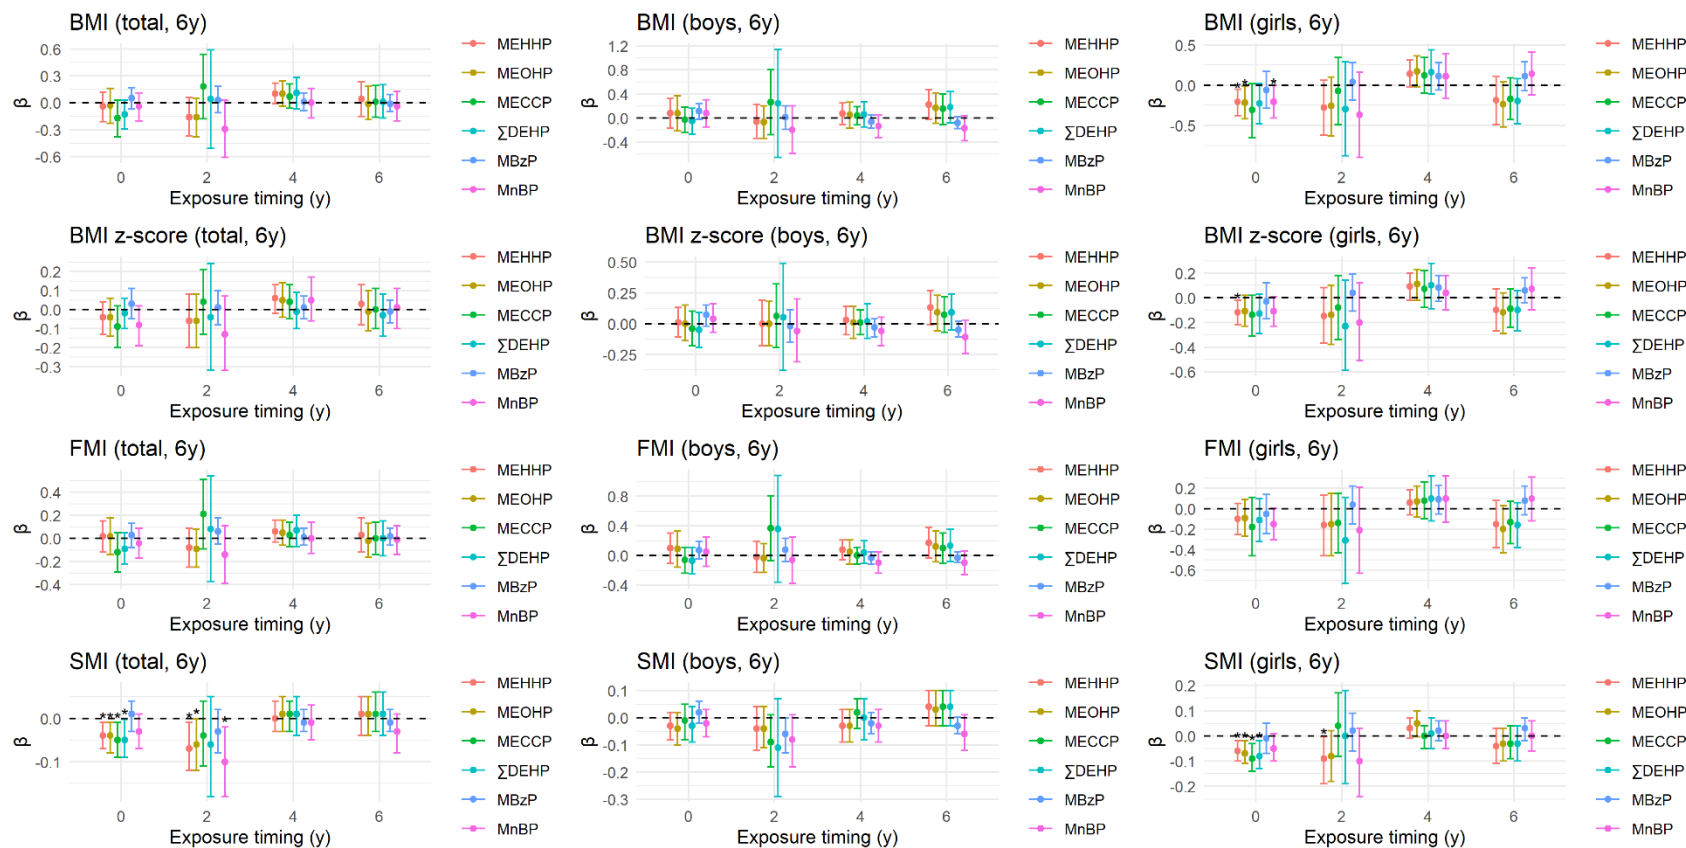 BMI (total, 6y)
0.6
0.3
0.0
-0.3
-0.6
β
0 2 4 6
Exposure timing (y)
MEHHP
MEOHP
MECCP
∑DEHP
MBzP
MnBP
BMI (boys, 6y)
1.2
0.8
0.4
0.0
-0.4
β
0 2 4 6
Exposure timing (y)
MEHHP
MEOHP
MECCP
∑DEHP
MBzP
MnBP
BMI (girls, 6y)
0.5
0.0
-0.5
β
* * *
0 2 4 6
Exposure timing (y)
MEHHP
MEOHP
MECCP
∑DEHP
MBzP
MnBP
BMI z-score (total, 6y)
0.2
0.1
0.0
-0.1
-0.2
-0.3
β
0 2 4 6
Exposure timing (y)
MEHHP
MEOHP
MECCP
∑DEHP
MBzP
MnBP
BMI z-score (boys, 6y)
0.50
0.25
0.00
-0.25
β
0 2 4 6
Exposure timing (y)
MEHHP
MEOHP
MECCP
∑DEHP
MBzP
MnBP
BMI z-score (girls, 6y)
0.2
0.0
-0.2
-0.4
-0.6
β
*
0 2 4 6
Exposure timing (y)
MEHHP
MEOHP
MECCP
∑DEHP
MBzP
MnBP
FMI (total, 6y)
0.4
0.2
0.0
-0.2
-0.4
β
0 2 4 6
Exposure timing (y)
MEHHP
MEOHP
MECCP
∑DEHP
MBzP
MnBP
FMI (boys, 6y)
0.8
0.4
0.0
-0.4
β
0 2 4 6
Exposure timing (y)
MEHHP
MEOHP
MECCP
∑DEHP
MBzP
MnBP
FMI (girls, 6y)
0.2
0.0
-0.2
-0.4
-0.6
β
0 2 4 6
Exposure timing (y)
MEHHP
MEOHP
MECCP
∑DEHP
MBzP
MnBP
SMI (total, 6y)
0.0
-0.1
β
* * * * * * *
0 2 4 6
Exposure timing (y)
MEHHP
MEOHP
MECCP
∑DEHP
MBzP
MnBP
SMI (boys, 6y)
0.1
0.0
-0.1
-0.2
-0.3
β
0 2 4 6
Exposure timing (y)
MEHHP
MEOHP
MECCP
∑DEHP
MBzP
MnBP
SMI (girls, 6y)
0.2
0.1
0.0
-0.1
-0.2
β
* * * * *
0 2 4 6
Exposure timing (y)
MEHHP
MEOHP
MECCP
∑DEHP
MBzP
MnBP